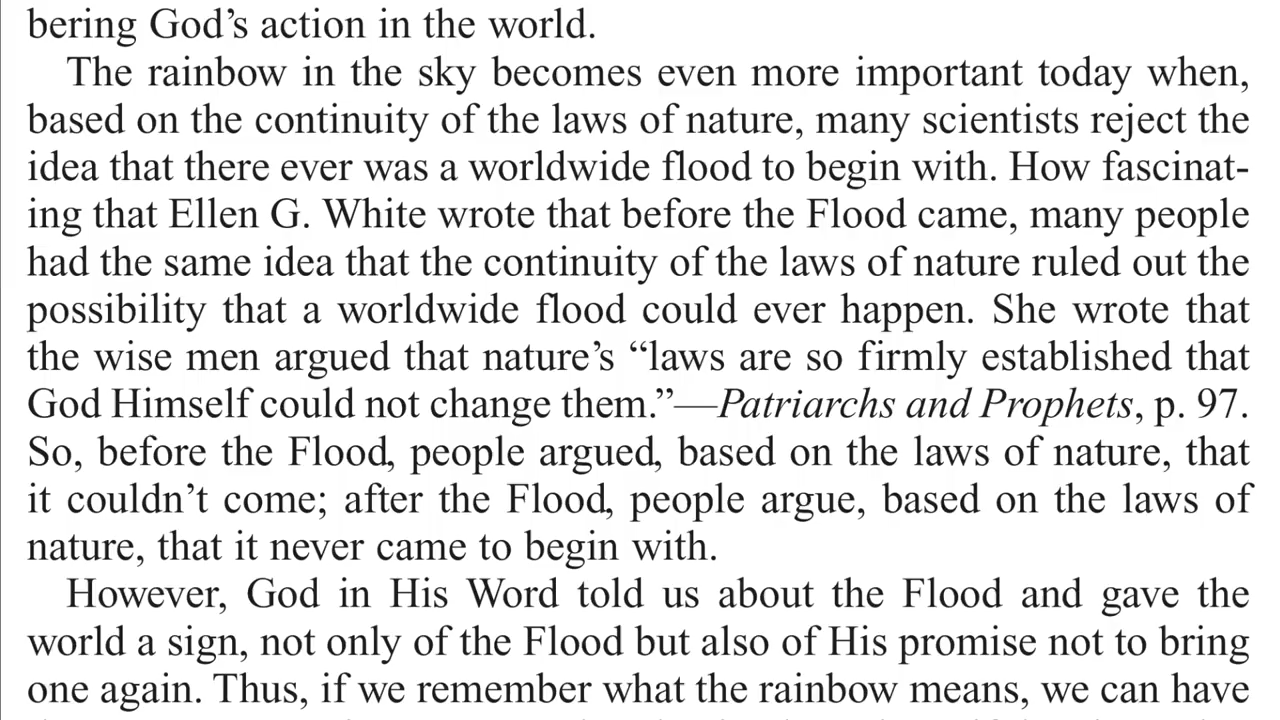 bering God’s action in the world.
The rainbow in the sky becomes even more important today when,
based on the continuity of the laws of nature, many scientists reject the
idea that there ever was a worldwide flood to begin with. How fascinat-
ing that Ellen G. White wrote that before the Flood came, many people
had the same idea that the continuity of the laws of nature ruled out the
possibility that a worldwide flood could ever happen. She wrote that
the wise men argued that nature’s “laws are so firmly established that
God Himself could not change them.”—Patriarchs and Prophets, p. 97.
So, before the Flood, people argued, based on the laws of nature, that
it couldn’t come; after the Flood, people argue, based on the laws of
nature, that it never came to begin with.
However, God in His Word told us about the Flood and gave the
world a sign, not only of the Flood but also of His promise not to bring
one again. Thus, if we remember what the rainbow means, we can have